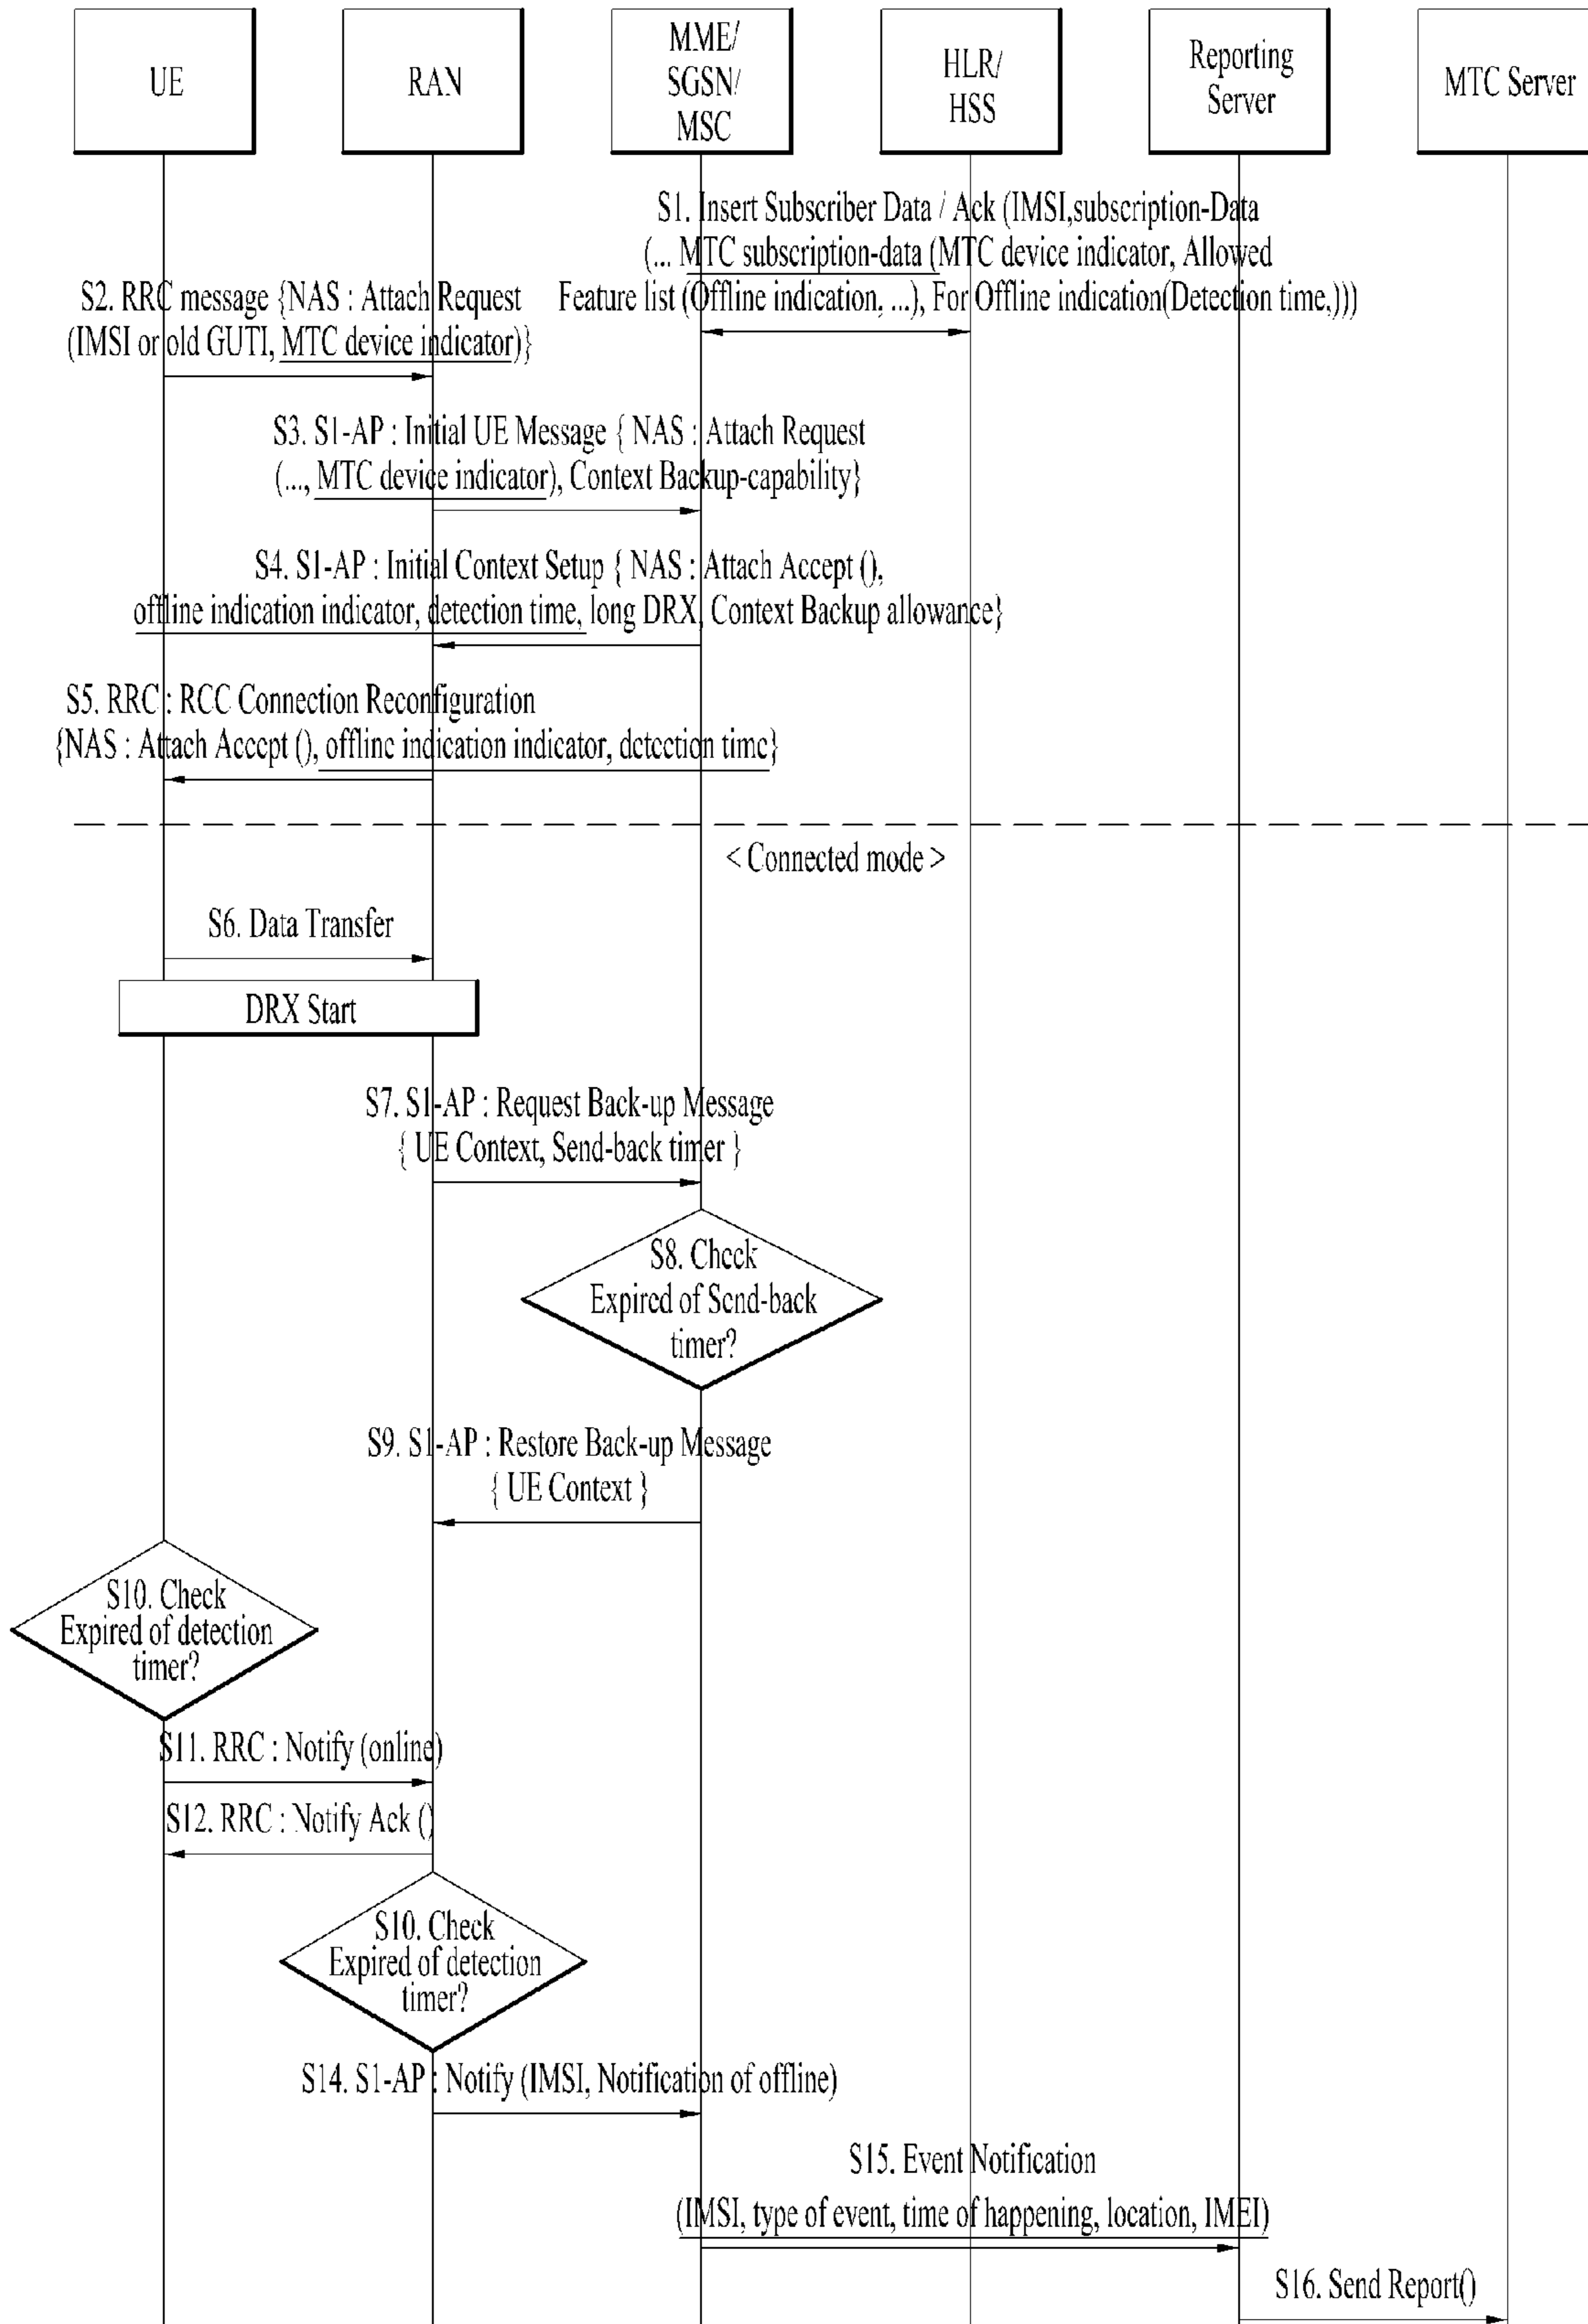 UE
RAN
MME/
SGSN/
MSC
HLR/
HSS
Reporting
Server
MTC Server
S1. Insert Subscriber Data / Ack (IMSI,subscription-Data
(... MTC subscription-data (MTC device indicator, Allowed
Feature list (Offline indication, ...), For Offline indication(Detection time,)))
S2. RRC message {NAS : Attach Request
(IMSI or old GUTI, MTC device indicator)}
S3. S1-AP : Initial UE Message { NAS : Attach Request
(..., MTC device indicator), Context Backup-capability}
S4. S1-AP : Initial Context Setup { NAS : Attach Accept (),
offline indication indicator, detection time, long DRX, Context Backup allowance}
S5. RRC : RCC Connection Reconfiguration
{NAS : Attach Accept (), offline indication indicator, detection time}
< Connected mode >
S6. Data Transfer
DRX Start
S7. S1-AP : Request Back-up Message
{ UE Context, Send-back timer }
S8. Check
Expired of Send-back
timer?
S9. S1-AP : Restore Back-up Message
{ UE Context }
S10. Check
Expired of detection
timer?
S11. RRC : Notify (online)
S12. RRC : Notify Ack ()
S10. Check
Expired of detection
timer?
S14. S1-AP : Notify (IMSI, Notification of offline)
S15. Event Notification
(IMSI, type of event, time of happening, location, IMEI)
S16. Send Report()